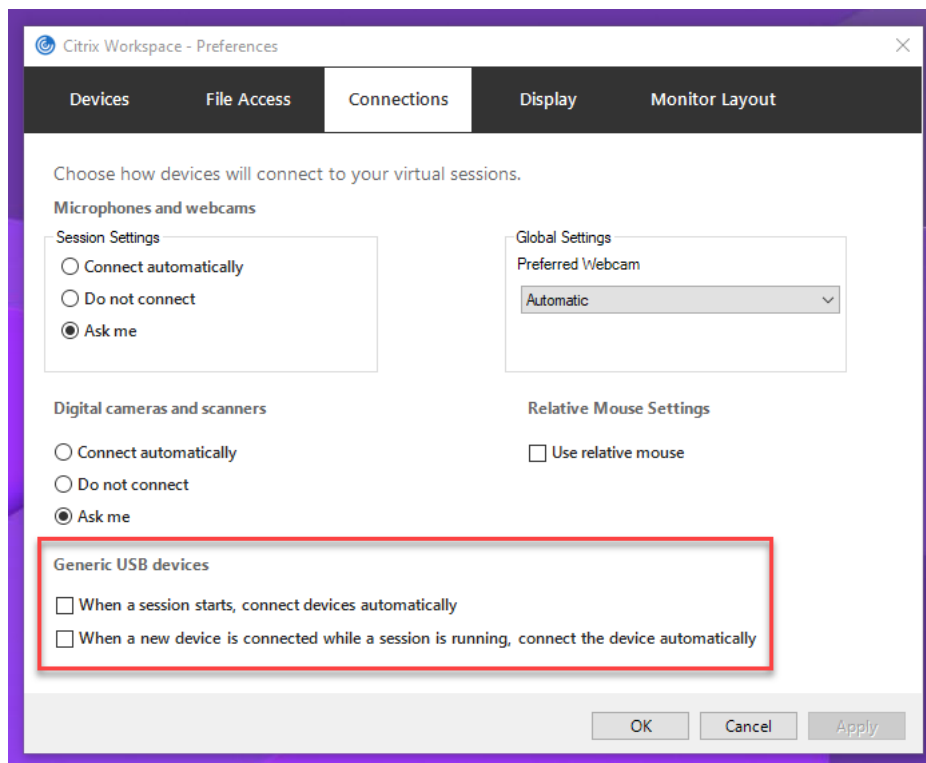 Citrix Workspace - Preferences
Devices File Access Connections Display Monitor Layout
Choose how devices will connect to your virtual sessions.
Microphones and webcams
Session Settings
Connect automatically
Do not connect
Ask me
Global Settings
Preferred Webcam
Automatic
Digital cameras and scanners
Connect automatically
Do not connect
Ask me
Relative Mouse Settings
Use relative mouse
Generic USB devices
When a session starts, connect devices automatically
When a new device is connected while a session is running, connect the device automatically
OK Cancel Apply